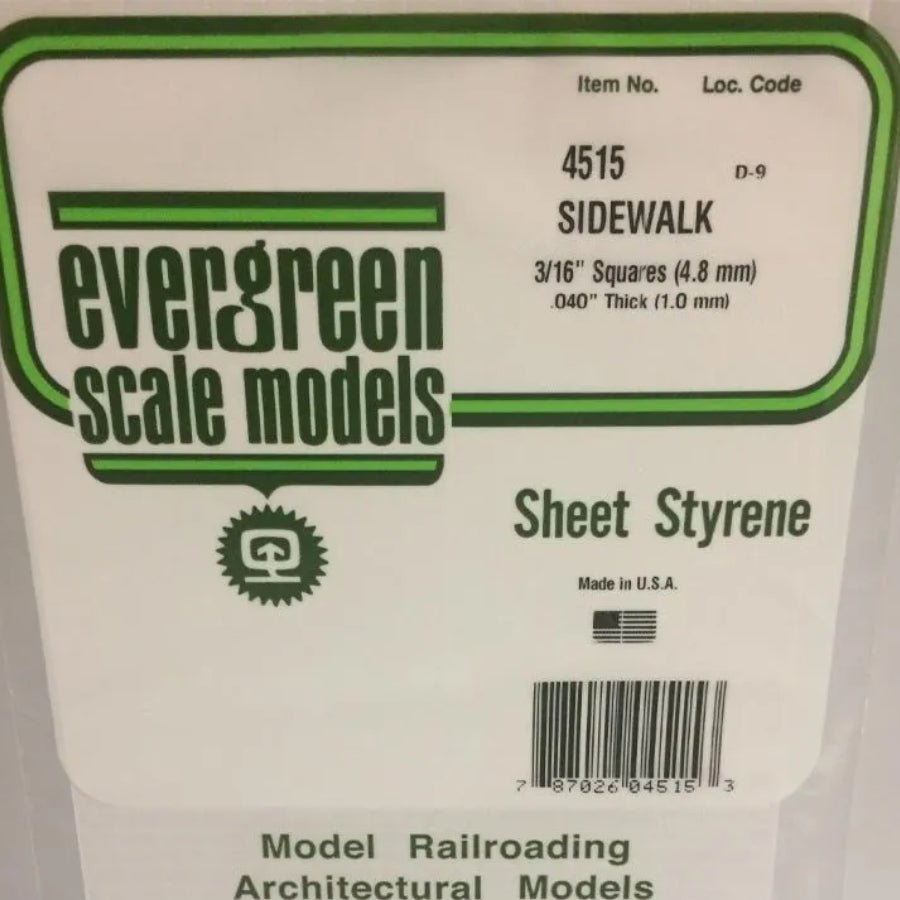 Item No. Loc. Code
4515 D-9
SIDEWALK
3/16" Squares (4.8 mm)
.040" Thick (1.0 mm)
evergreen
scale models
Sheet Styrene
Made in U.S.A.
7 87026 04515 3
Model Railroading
Architectural Models